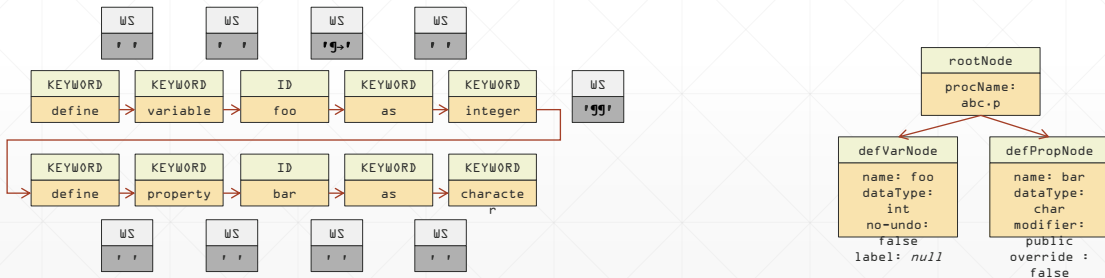 WS WS WS WS
' ' ' ' '¶→' ' '
KEYWORD KEYWORD ID KEYWORD KEYWORD WS
define variable foo as integer '¶¶'
KEYWORD KEYWORD ID KEYWORD KEYWORD
define property bar as characte
r
WS WS WS WS
' ' ' ' ' ' ' '
rootNode
procName:
abc.p
defVarNode
name: foo
dataType:
int
no-undo:
false
label: null
defPropNode
name: bar
dataType:
char
modifier:
public
override :
false